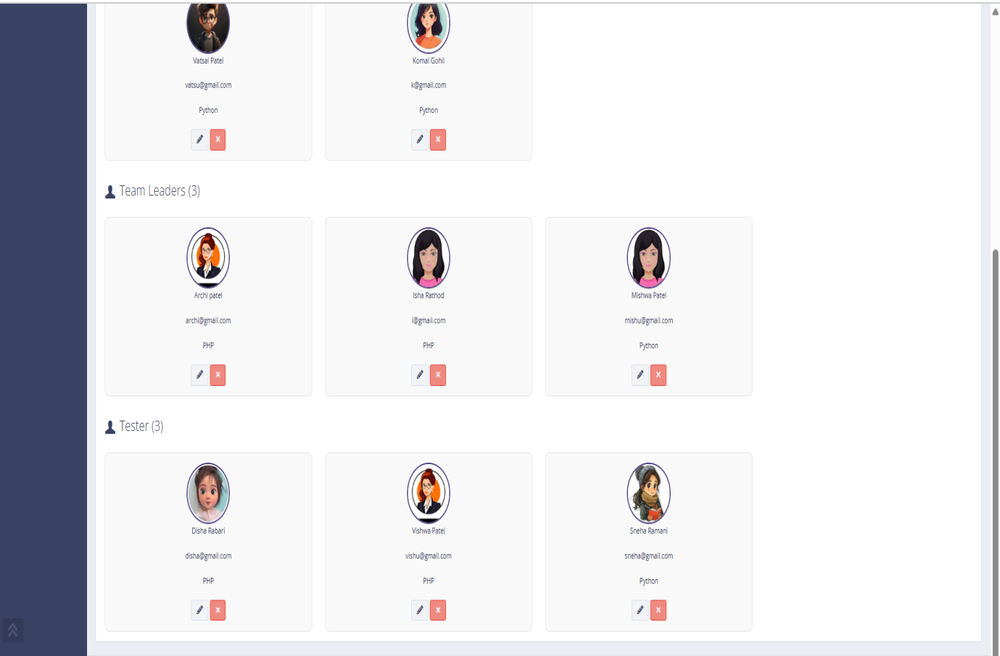 Vatsal Patel
vatsu@gmail.com
Python
Komal Gohil
k@gmail.com
Python
Team Leaders (3)
Archi patel
archi@gmail.com
PHP
Isha Rathod
i@gmail.com
PHP
Mishwa Patel
mishu@gmail.com
Python
Tester (3)
Disha Rabari
disha@gmail.com
PHP
Vishwa Patel
vishu@gmail.com
PHP
Sneha Ramani
sneha@gmail.com
Python